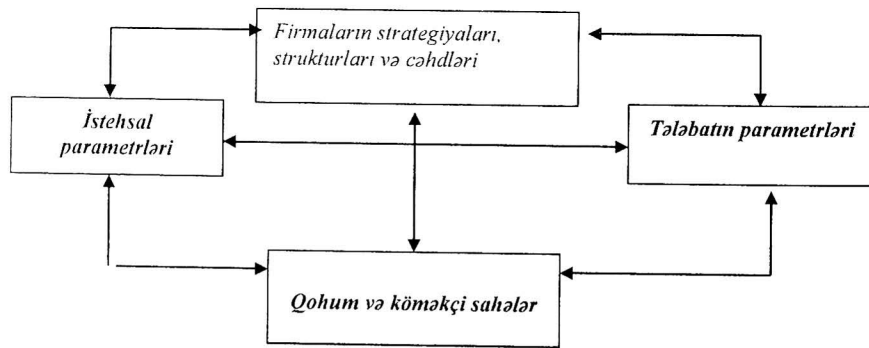 Firmaların strategiyaları,
strukturları və cəhdləri
İstehsal
parametrləri
Tələbatın parametrləri
Qohum və köməkçi sahələr